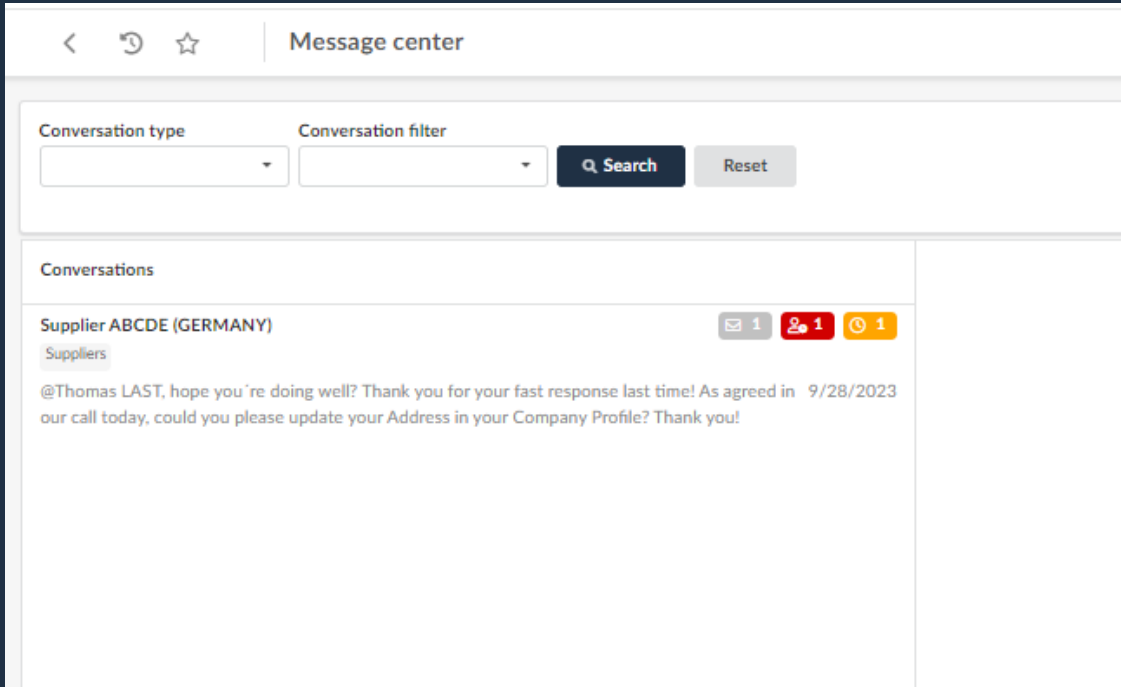 Message center
Conversation type
Conversation filter
Search
Reset
Conversations
Supplier ABCDE (GERMANY)
1 1 1
Suppliers
@Thomas LAST, hope you´re doing well? Thank you for your fast response last time! As agreed in 9/28/2023
our call today, could you please update your Address in your Company Profile? Thank you!